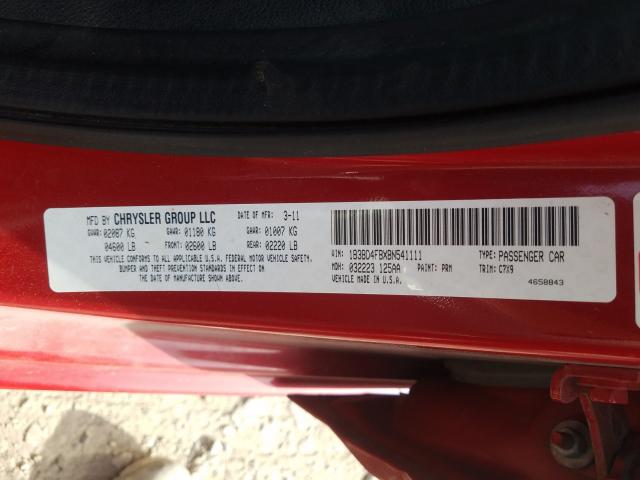 MFD BY CHRYSLER GROUP LLC DATE OF MFR: 3-11
GVWR: 02087 KG GAWR: 01180 KG GAWR: 01007 KG
04600 LB FRONT: 02600 LB REAR: 02220 LB
THIS VEHICLE CONFORMS TO ALL APPLICABLE U.S.A. FEDERAL MOTOR VEHICLE SAFETY,
BUMPER AND THEFT PREVENTION STANDARDS IN EFFECT ON
THE DATE OF MANUFACTURE SHOWN ABOVE.
VIN: 1B3BD4FBXBN541111 TYPE: PASSENGER CAR
MDH: 032223 125AA PAINT: PRM TRIM: C7X9
VEHICLE MADE IN U.S.A. 4658843